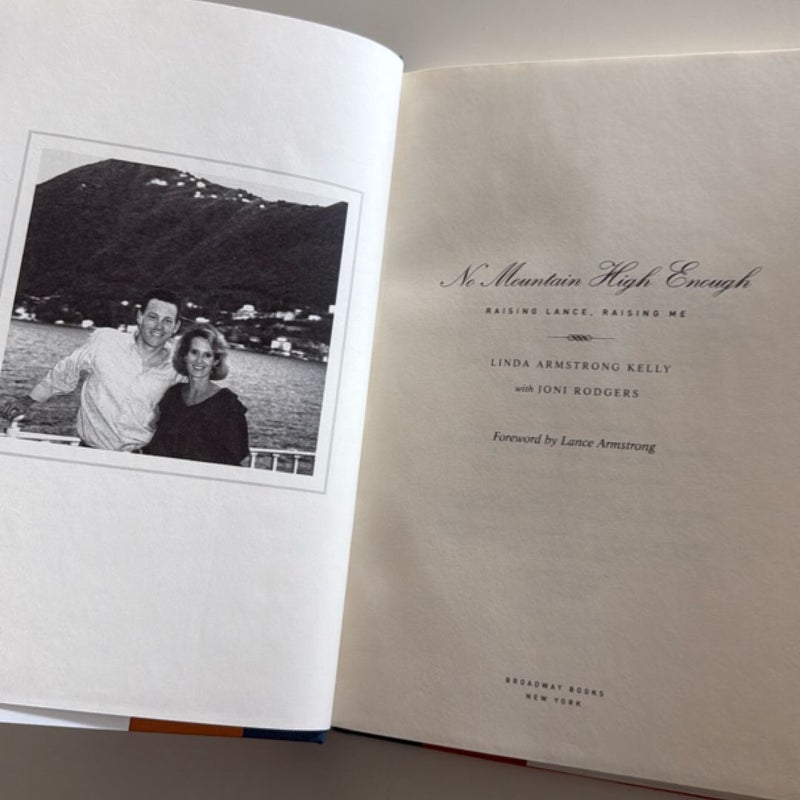 No Mountain High Enough
RAISING LANCE, RAISING ME
LINDA ARMSTRONG KELLY
with JONI RODGERS
Foreword by Lance Armstrong
BROADWAY BOOKS
NEW YORK